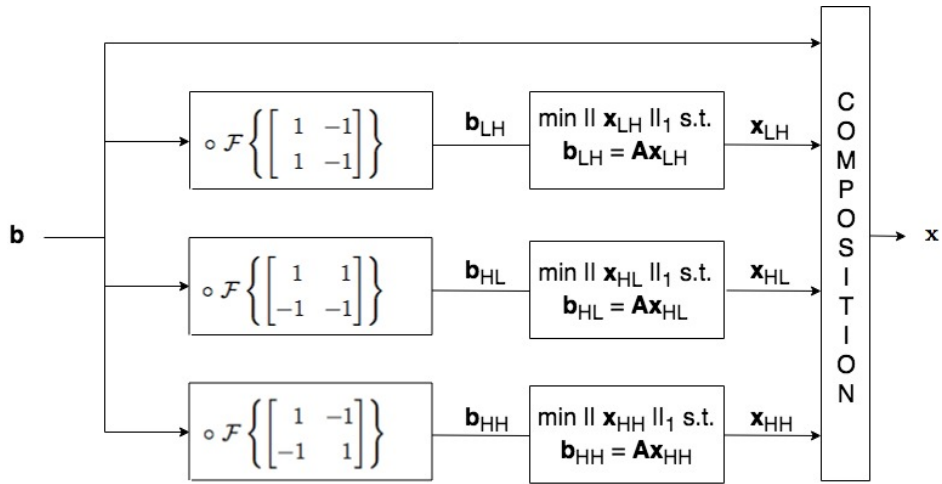 b
∘ ℱ{[1 −1
1 −1]}
b_LH
min || x_LH ||_1 s.t.
b_LH = Ax_LH
x_LH
∘ ℱ{[1 1
−1 −1]}
b_HL
min || x_HL ||_1 s.t.
b_HL = Ax_HL
x_HL
∘ ℱ{[1 −1
−1 1]}
b_HH
min || x_HH ||_1 s.t.
b_HH = Ax_HH
x_HH
COMPOSITION
x